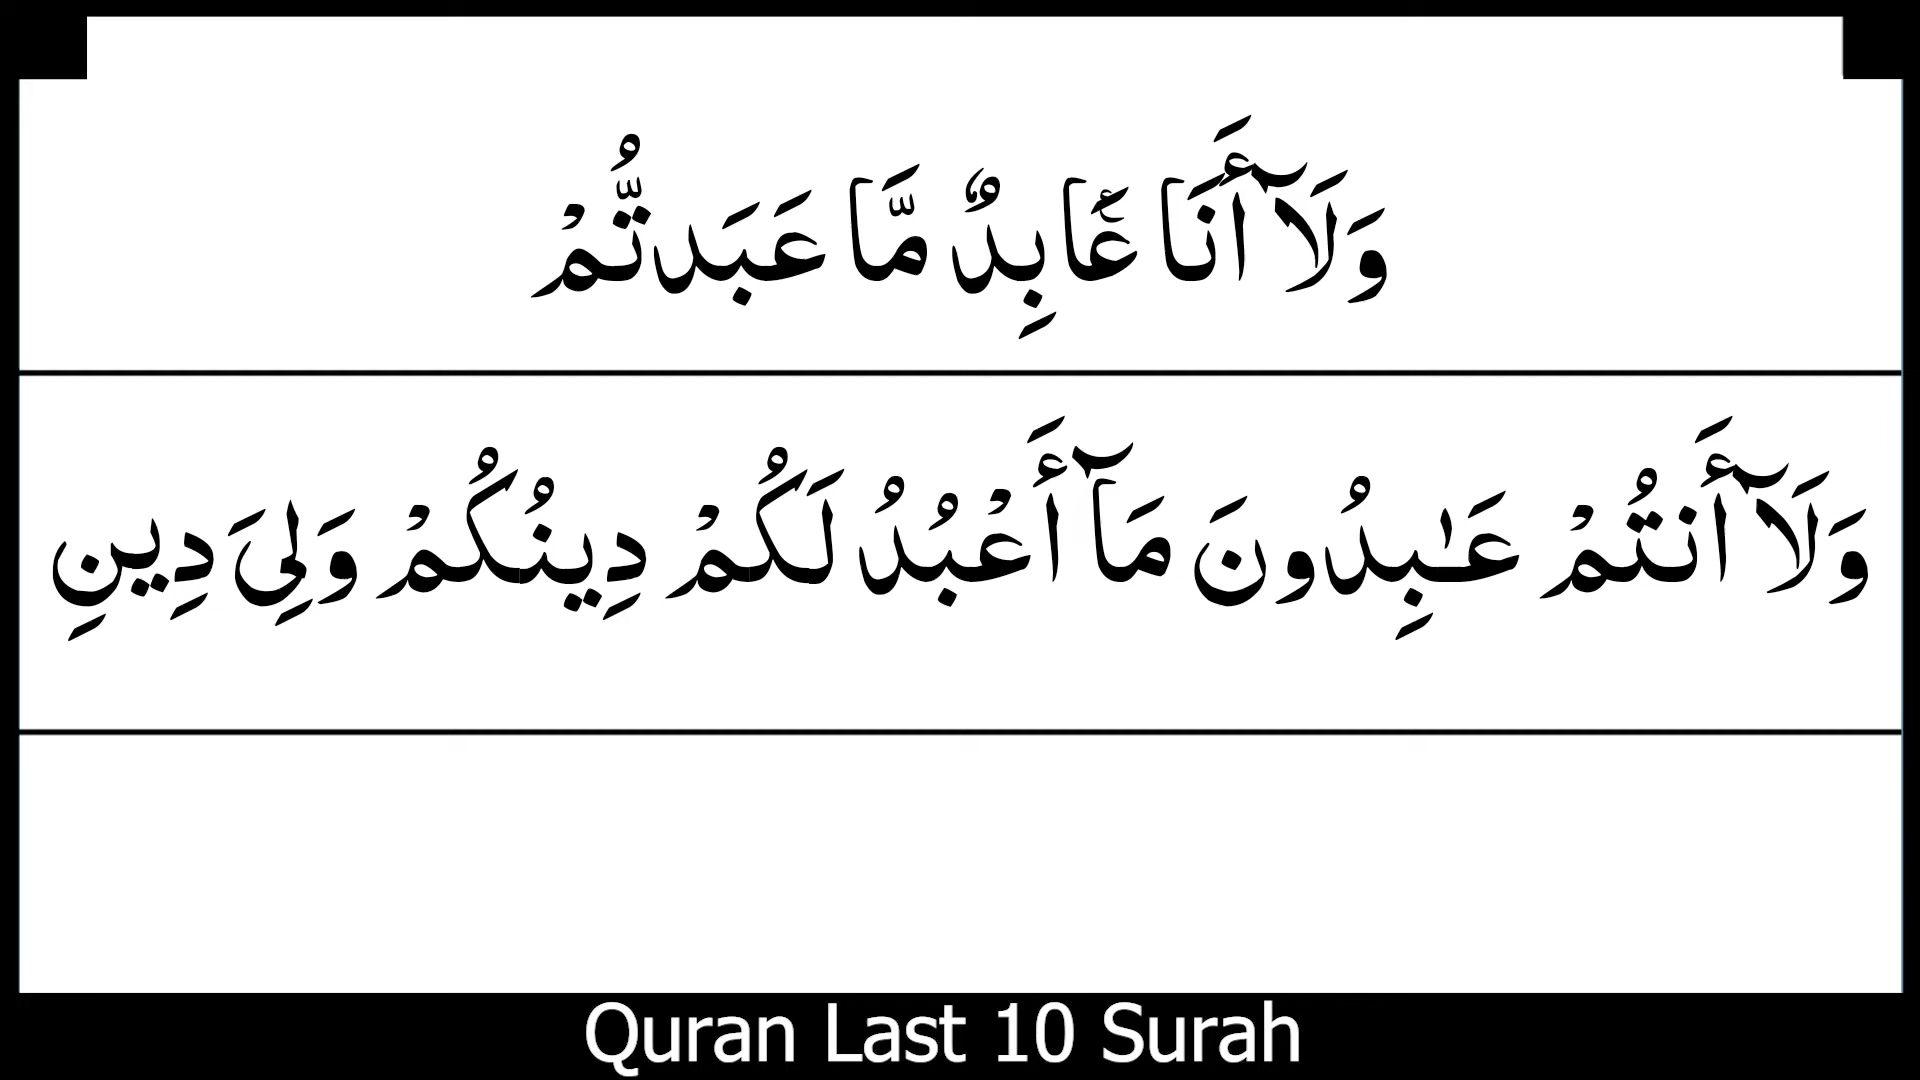 وَلَآ أَنَا۠ عَابِدٌ مَّا عَبَدتُّمْ
وَلَآ أَنتُمْ عَـٰبِدُونَ مَآ أَعْبُدُ لَكُمْ دِينُكُمْ وَلِىَ دِينِ
Quran Last 10 Surah